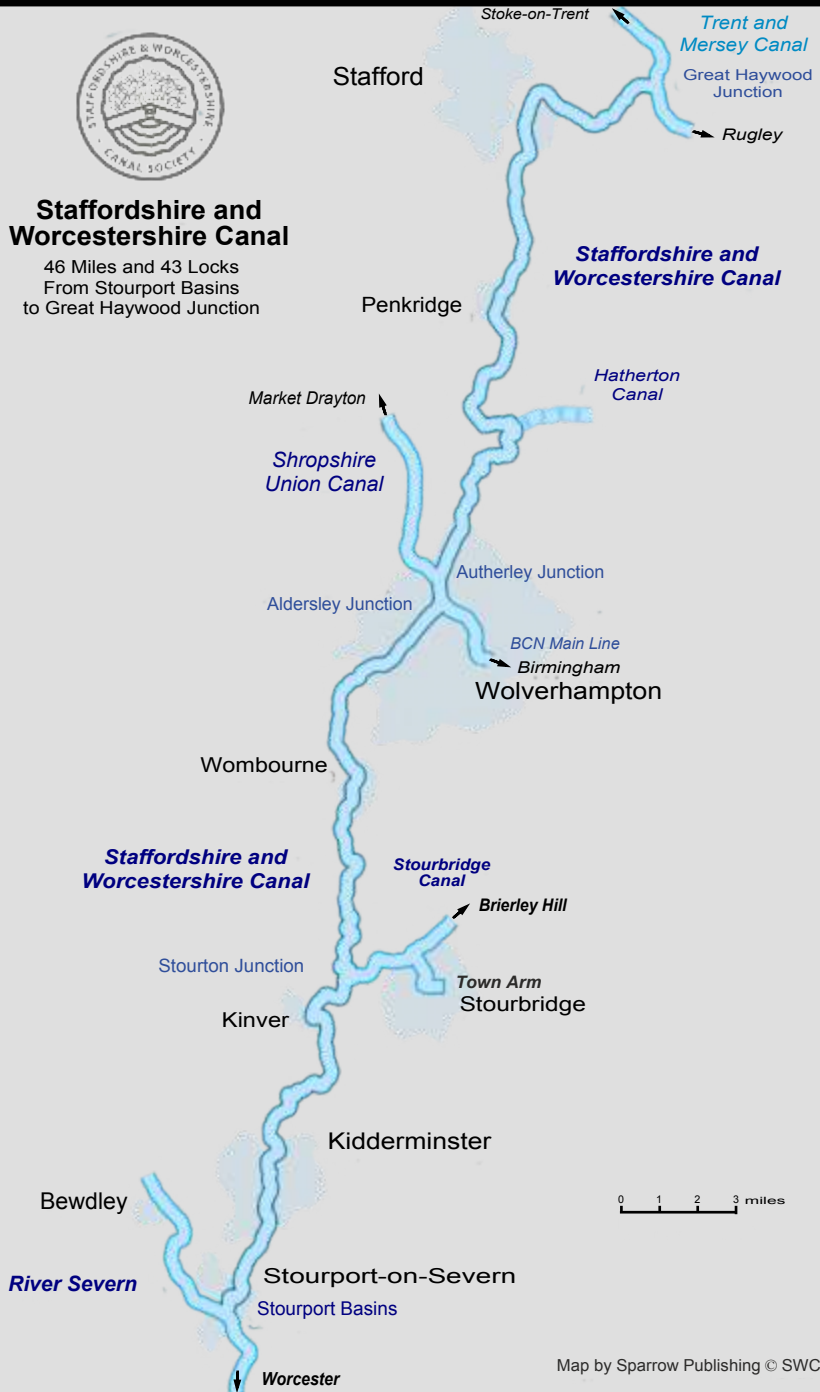 STAFFORDSHIRE & WORCESTERSHIRE
· CANAL SOCIETY ·
Staffordshire and
Worcestershire Canal
46 Miles and 43 Locks
From Stourport Basins
to Great Haywood Junction
Stoke-on-Trent
Trent and
Mersey Canal
Great Haywood
Junction
Stafford
Rugley
Staffordshire and
Worcestershire Canal
Penkridge
Hatherton
Canal
Market Drayton
Shropshire
Union Canal
Autherley Junction
Aldersley Junction
BCN Main Line
Birmingham
Wolverhampton
Wombourne
Staffordshire and
Worcestershire Canal
Stourbridge
Canal
Brierley Hill
Stourton Junction
Town Arm
Stourbridge
Kinver
Kidderminster
Bewdley
0 1 2 3 miles
River Severn
Stourport-on-Severn
Stourport Basins
Worcester
Map by Sparrow Publishing © SWC